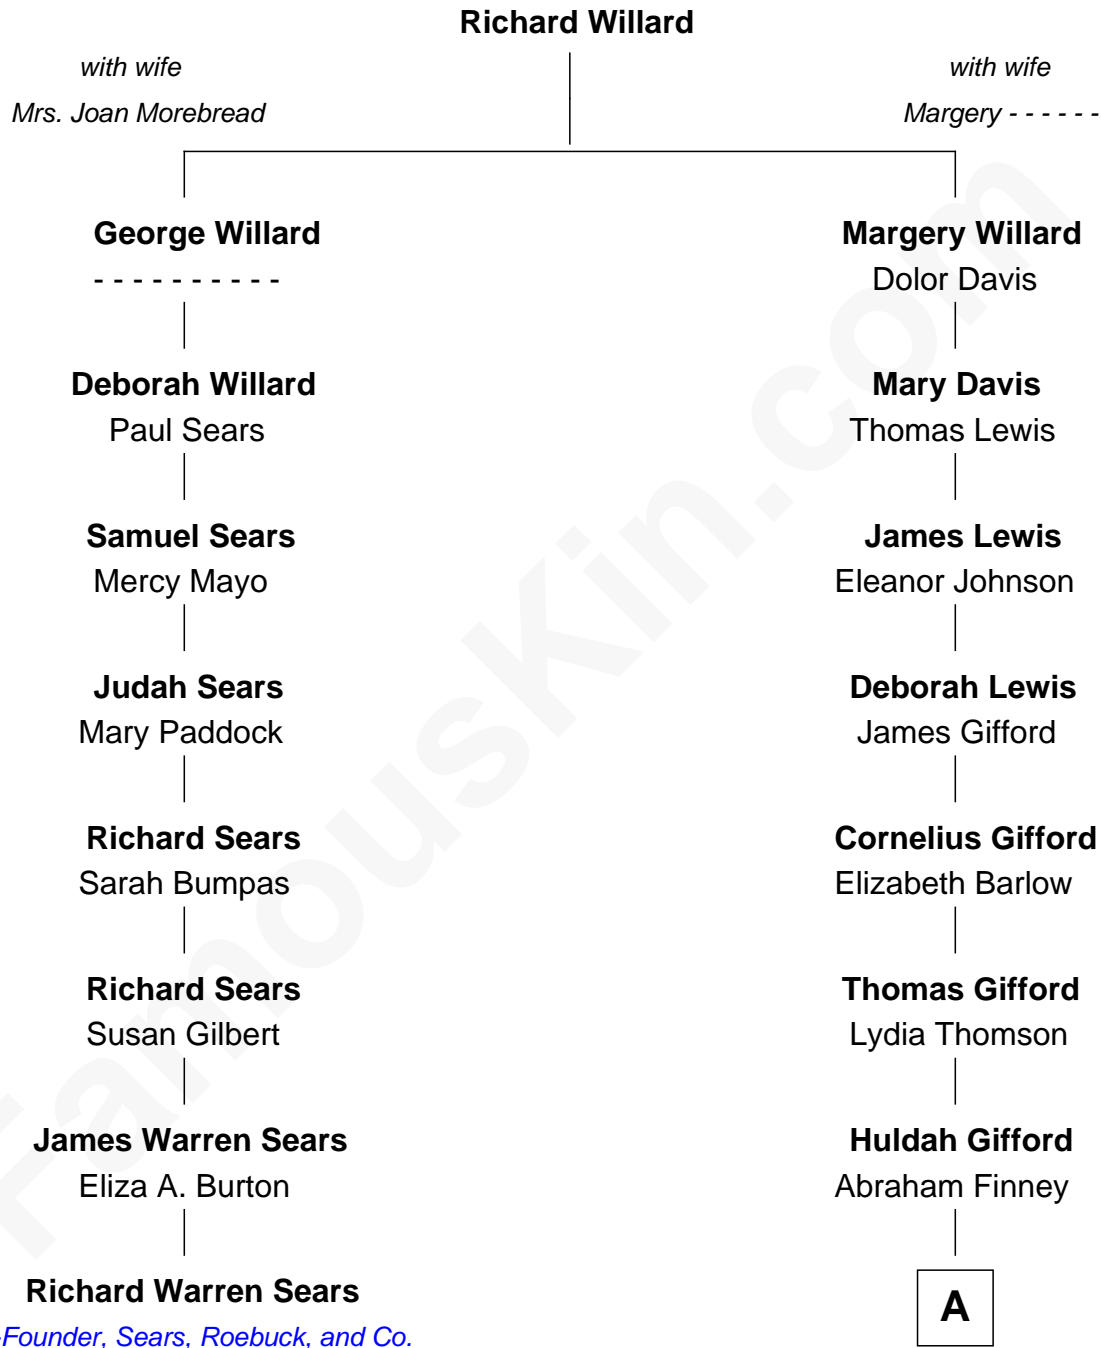 Richard Willard
with wife
Mrs. Joan Morebread
with wife
Margery - - - - - -
George Willard
- - - - - - - - - -
Margery Willard
Dolor Davis
Deborah Willard
Paul Sears
Mary Davis
Thomas Lewis
Samuel Sears
Mercy Mayo
James Lewis
Eleanor Johnson
Judah Sears
Mary Paddock
Deborah Lewis
James Gifford
Richard Sears
Sarah Bumpas
Cornelius Gifford
Elizabeth Barlow
Richard Sears
Susan Gilbert
Thomas Gifford
Lydia Thomson
James Warren Sears
Eliza A. Burton
Huldah Gifford
Abraham Finney
Richard Warren Sears
-Founder, Sears, Roebuck, and Co.
A
FamousKin.com